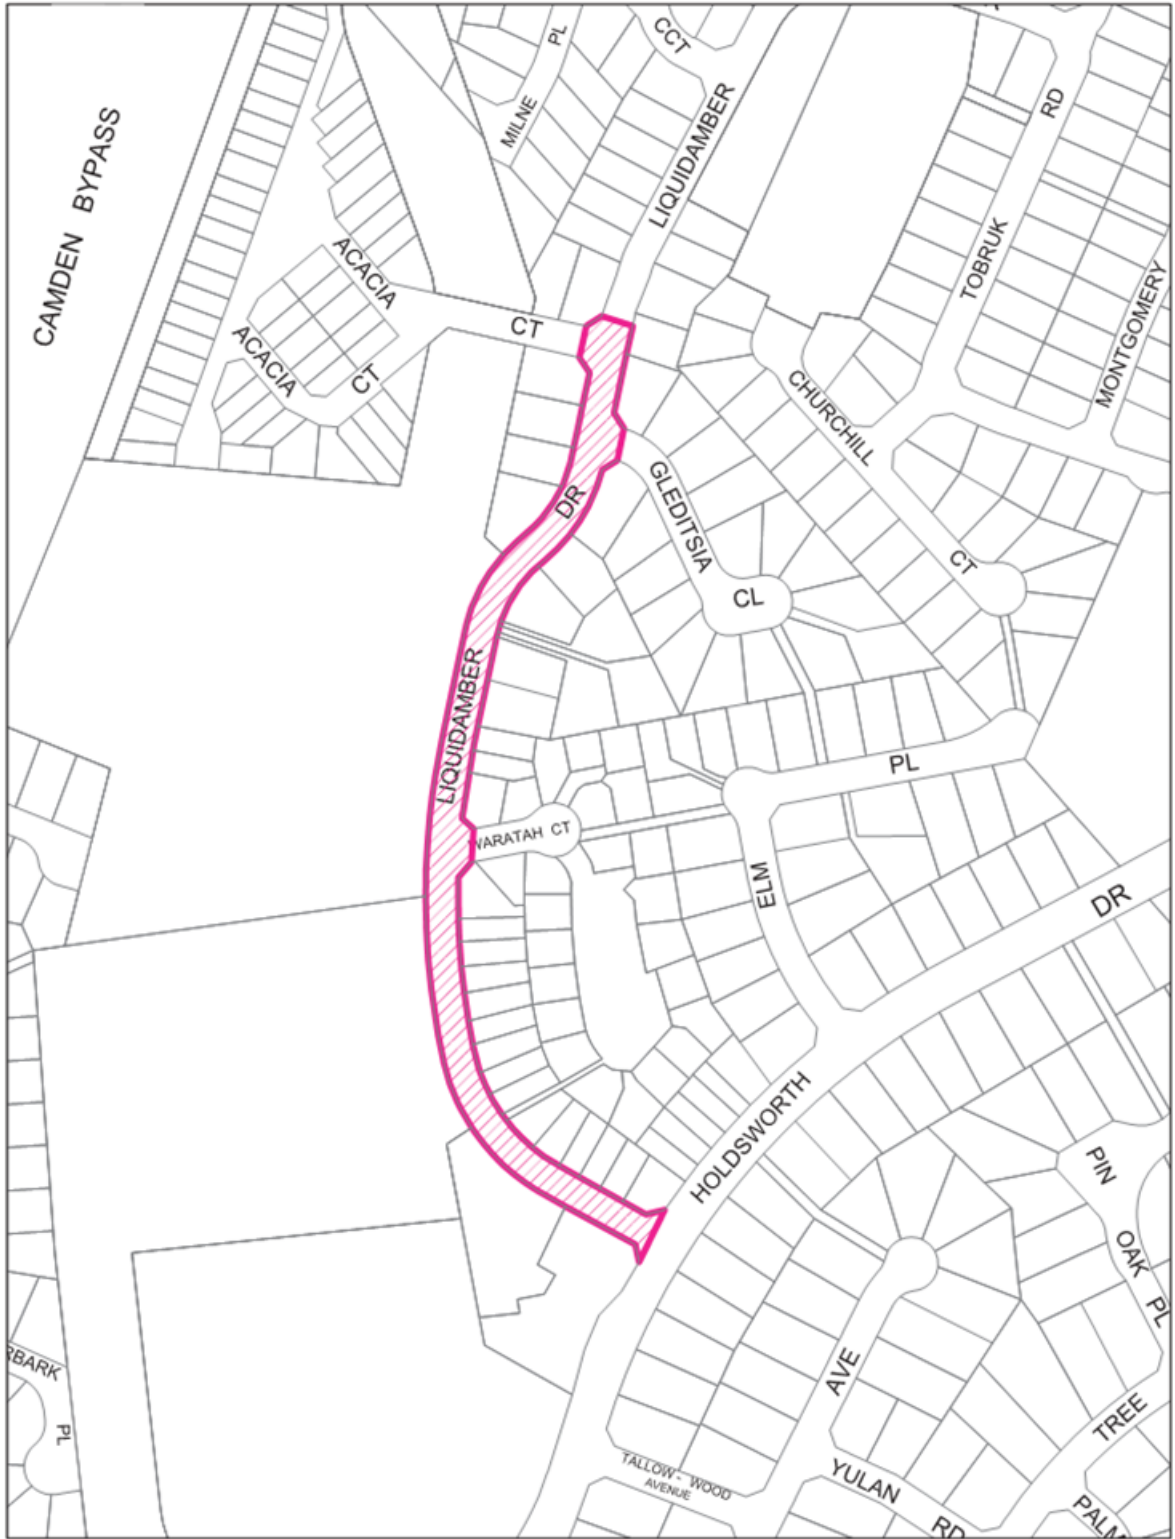 CCT
PL
MILNE
LIQUIDAMBER
RD
CAMDEN BYPASS
TOBRUK
ACACIA
MONTGOMERY
CT
ACACIA
CT
CHURCHILL
GLEDITSIA
DR
CT
CL
LIQUIDAMBER
PL
WARATAH CT
ELM
DR
HOLDSWORTH
PIN
OAK
PL
RBARK
PL
AVE
TREE
TALLOW - WOOD
AVENUE
YULAN
RD
PALM